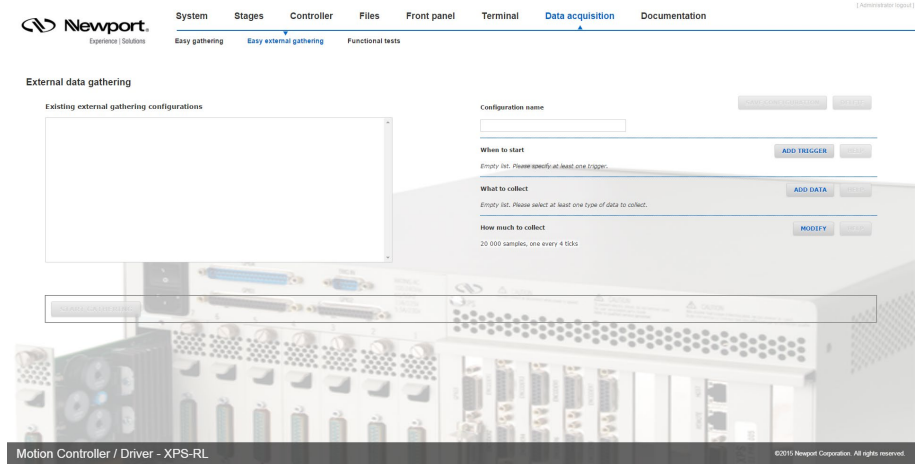 [ Administrator logout ]
Newport.
Experience | Solutions
System Stages Controller Files Front panel Terminal Data acquisition Documentation
Easy gathering Easy external gathering Functional tests
External data gathering
Existing external gathering configurations
Configuration name
When to start
ADD TRIGGER
Empty list. Please specify at least one trigger.
What to collect
ADD DATA
Empty list. Please select at least one type of data to collect.
How much to collect
MODIFY
20 000 samples, one every 4 ticks
Motion Controller / Driver - XPS-RL
©2015 Newport Corporation. All rights reserved.